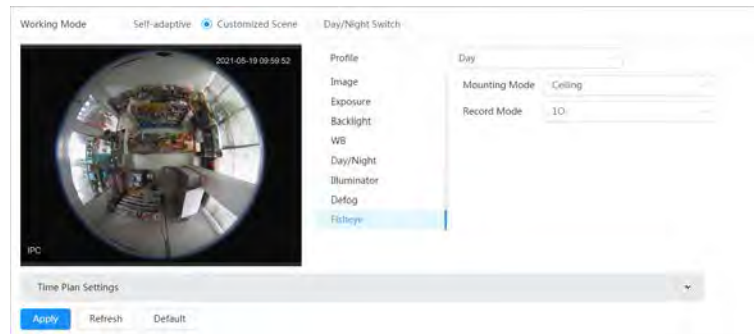 Working Mode Self-adaptive Customized Scene Day/Night Switch
2021-05-19 09:59:52
IPC
Profile Day
Image
Exposure
Backlight
WB
Day/Night
Illuminator
Defog
Fisheye
Mounting Mode Ceiling
Record Mode 1O
Time Plan Settings
Apply Refresh Default